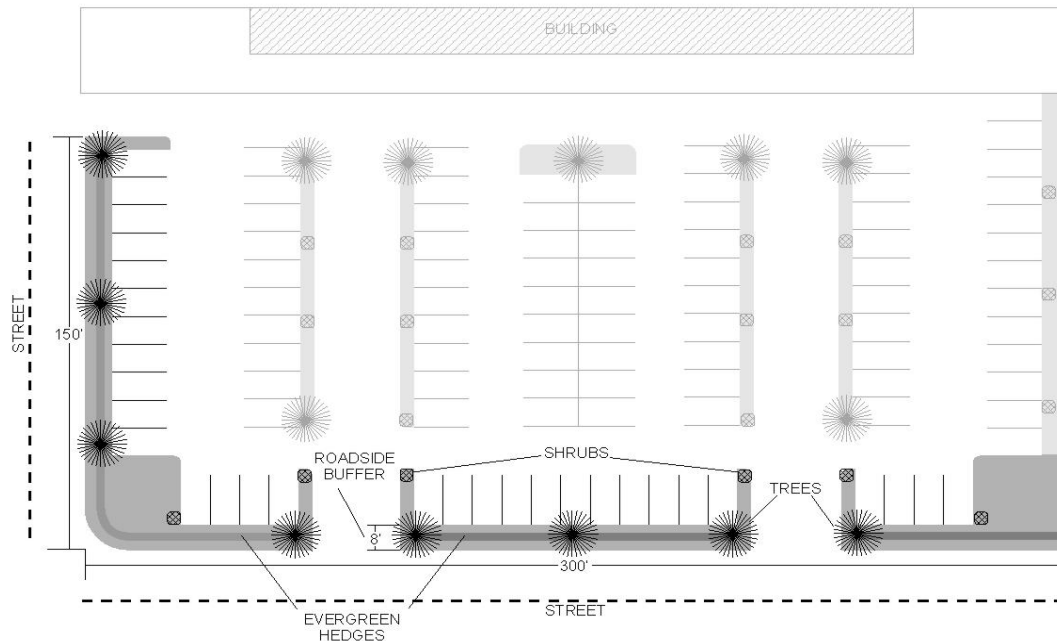 BUILDING
STREET
150'
ROADSIDE
BUFFER
SHRUBS
TREES
8'
300'
EVERGREEN
HEDGES
STREET